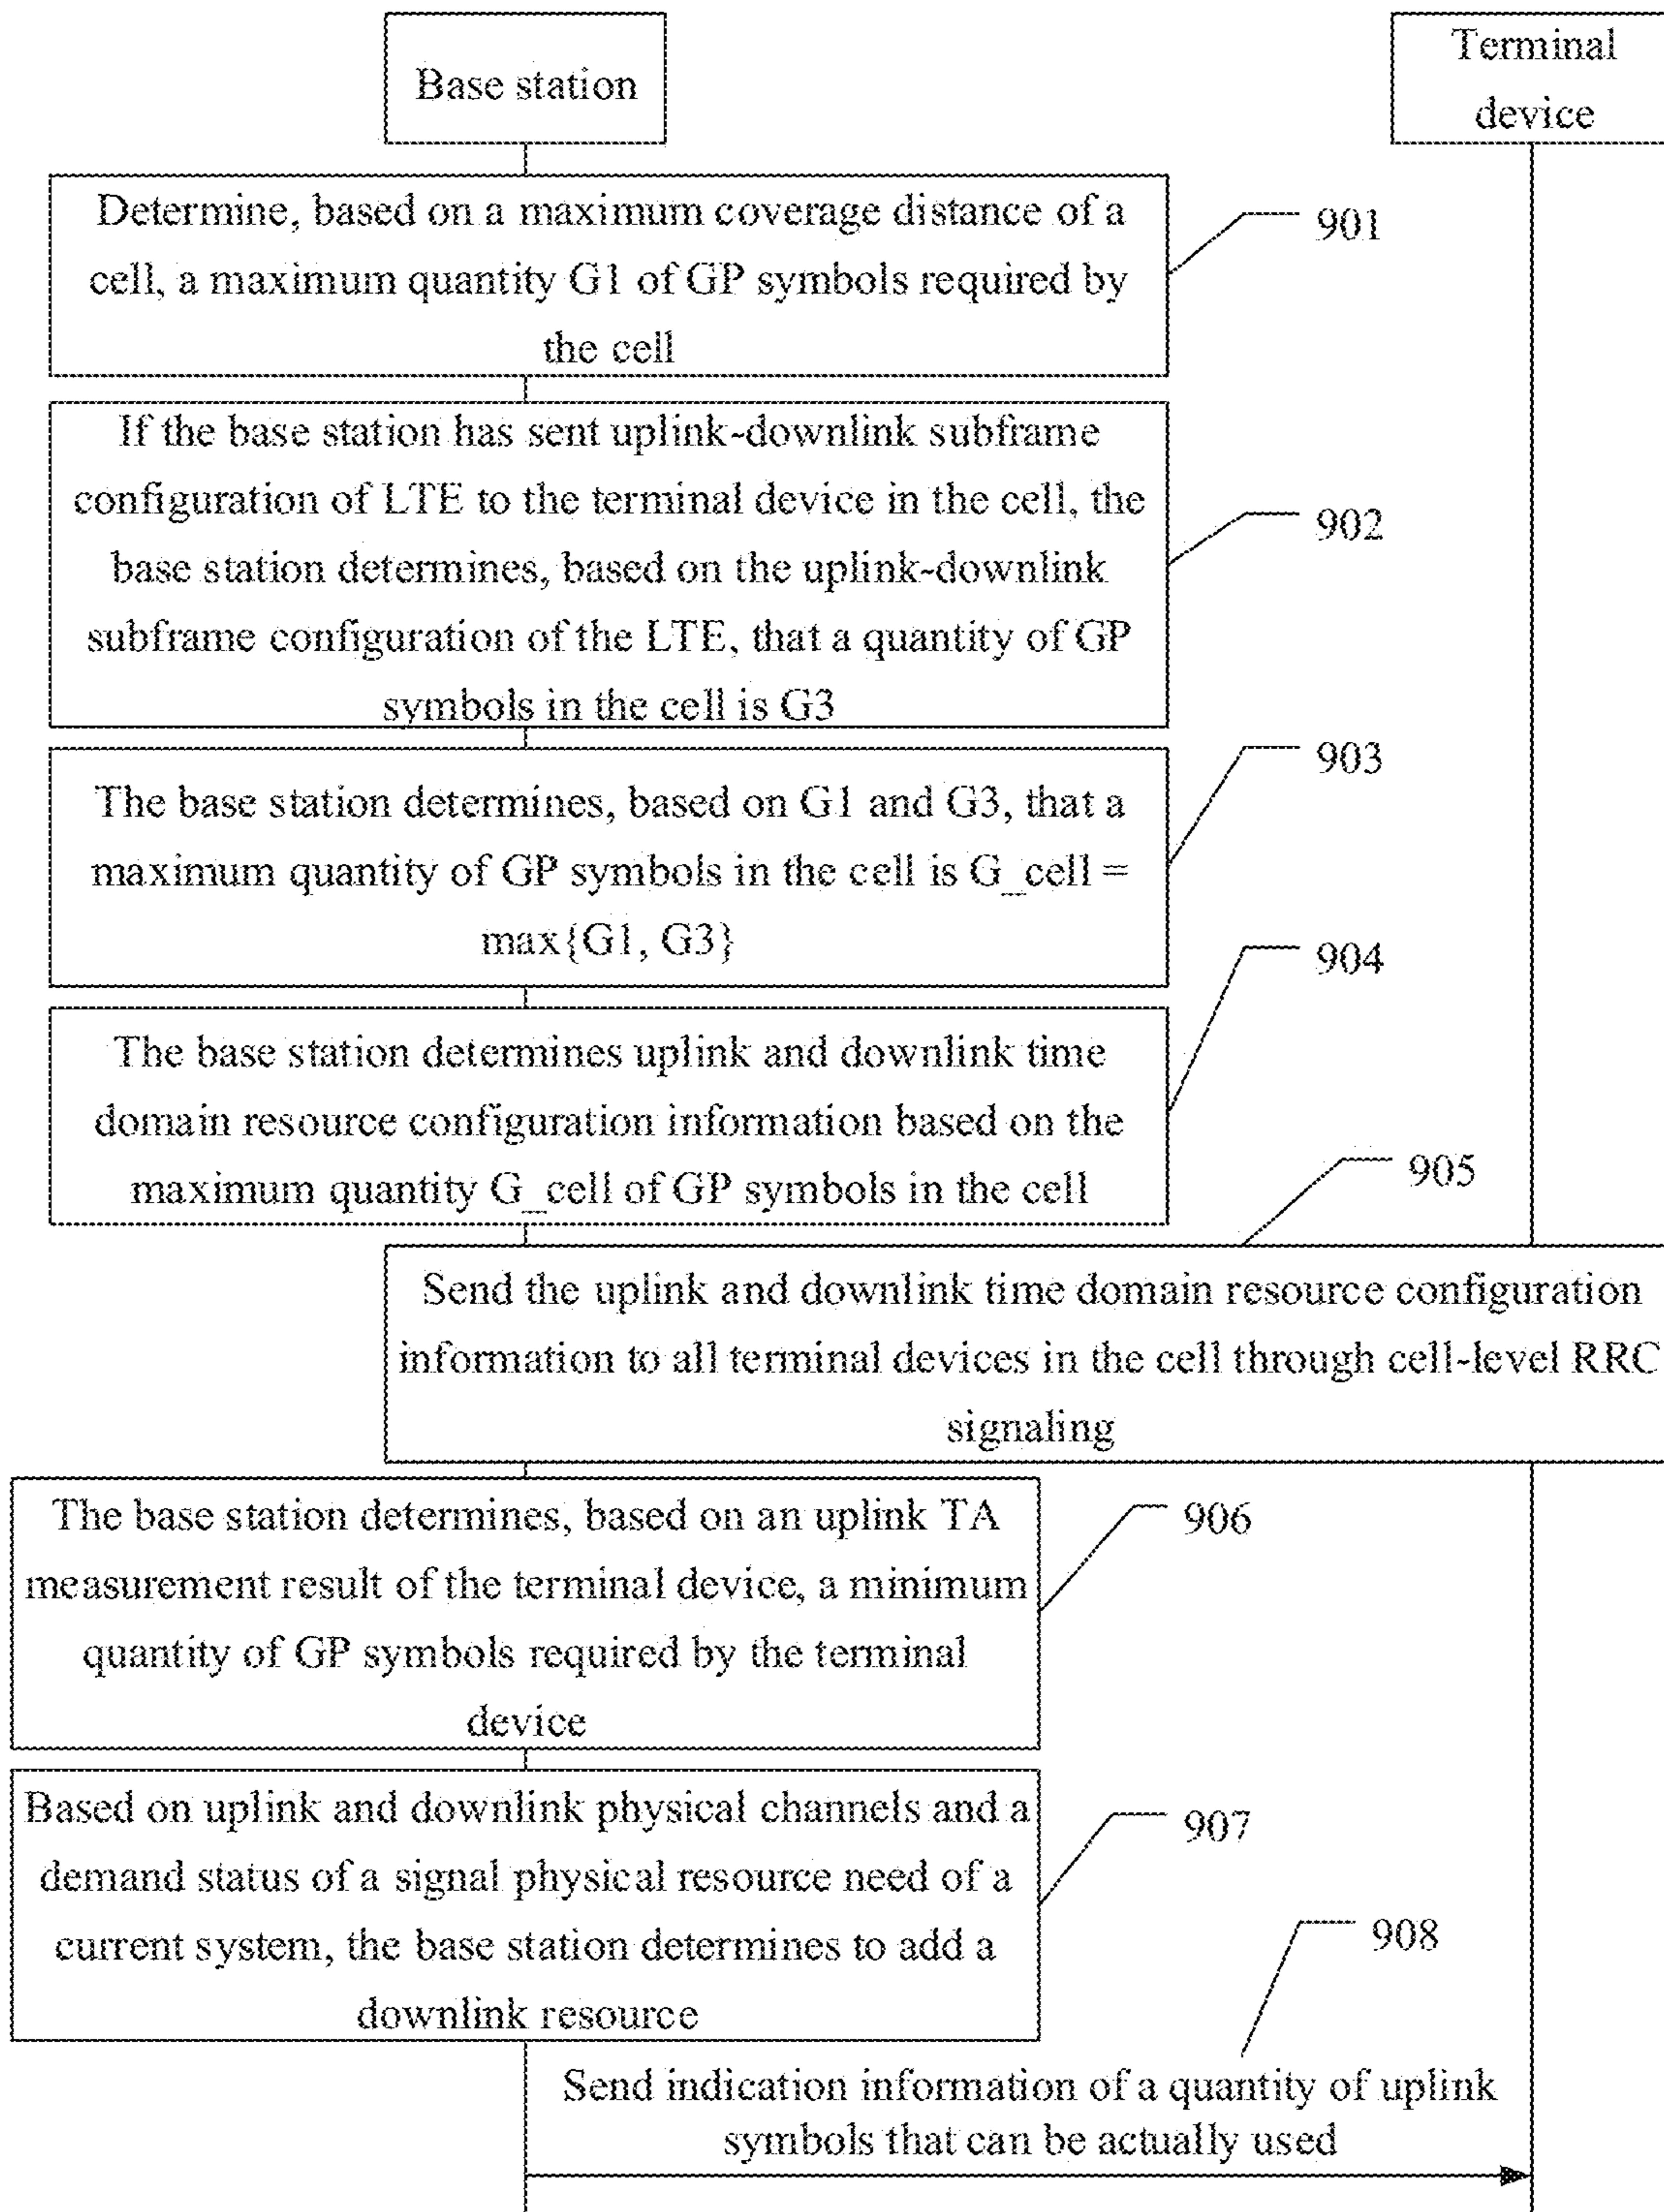 Base station
Terminal
device
Determine, based on a maximum coverage distance of a
cell, a maximum quantity G1 of GP symbols required by
the cell
901
If the base station has sent uplink-downlink subframe
configuration of LTE to the terminal device in the cell, the
base station determines, based on the uplink-downlink
subframe configuration of the LTE, that a quantity of GP
symbols in the cell is G3
902
The base station determines, based on G1 and G3, that a
maximum quantity of GP symbols in the cell is G_cell =
max{G1, G3}
903
The base station determines uplink and downlink time
domain resource configuration information based on the
maximum quantity G_cell of GP symbols in the cell
904
905
Send the uplink and downlink time domain resource configuration
information to all terminal devices in the cell through cell-level RRC
signaling
The base station determines, based on an uplink TA
measurement result of the terminal device, a minimum
quantity of GP symbols required by the terminal
device
906
Based on uplink and downlink physical channels and a
demand status of a signal physical resource need of a
current system, the base station determines to add a
downlink resource
907
908
Send indication information of a quantity of uplink
symbols that can be actually used